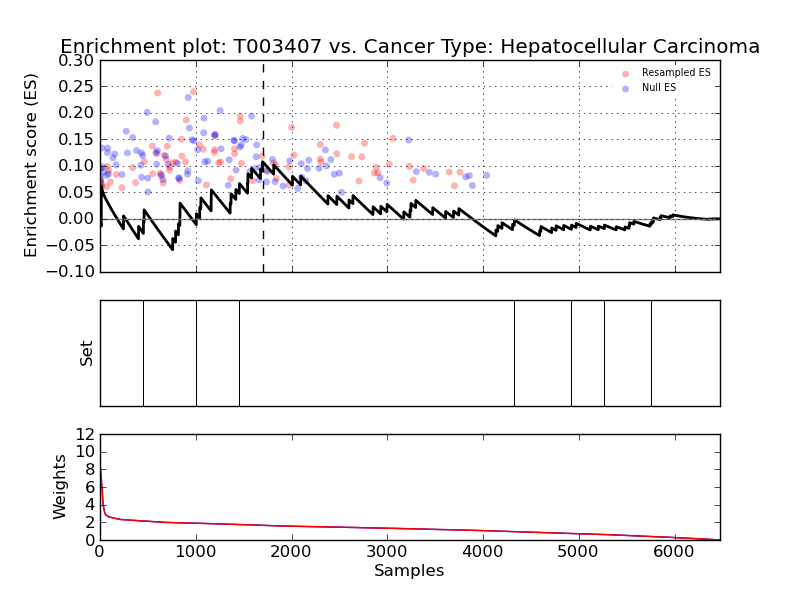 Enrichment plot: T003407 vs. Cancer Type: Hepatocellular Carcinoma
0.30
0.25
0.20
0.15
0.10
0.05
0.00
−0.05
−0.10
Enrichment score (ES)
Resampled ES
Null ES
Set
12
10
8
6
4
2
0
Weights
0 1000 2000 3000 4000 5000 6000
Samples